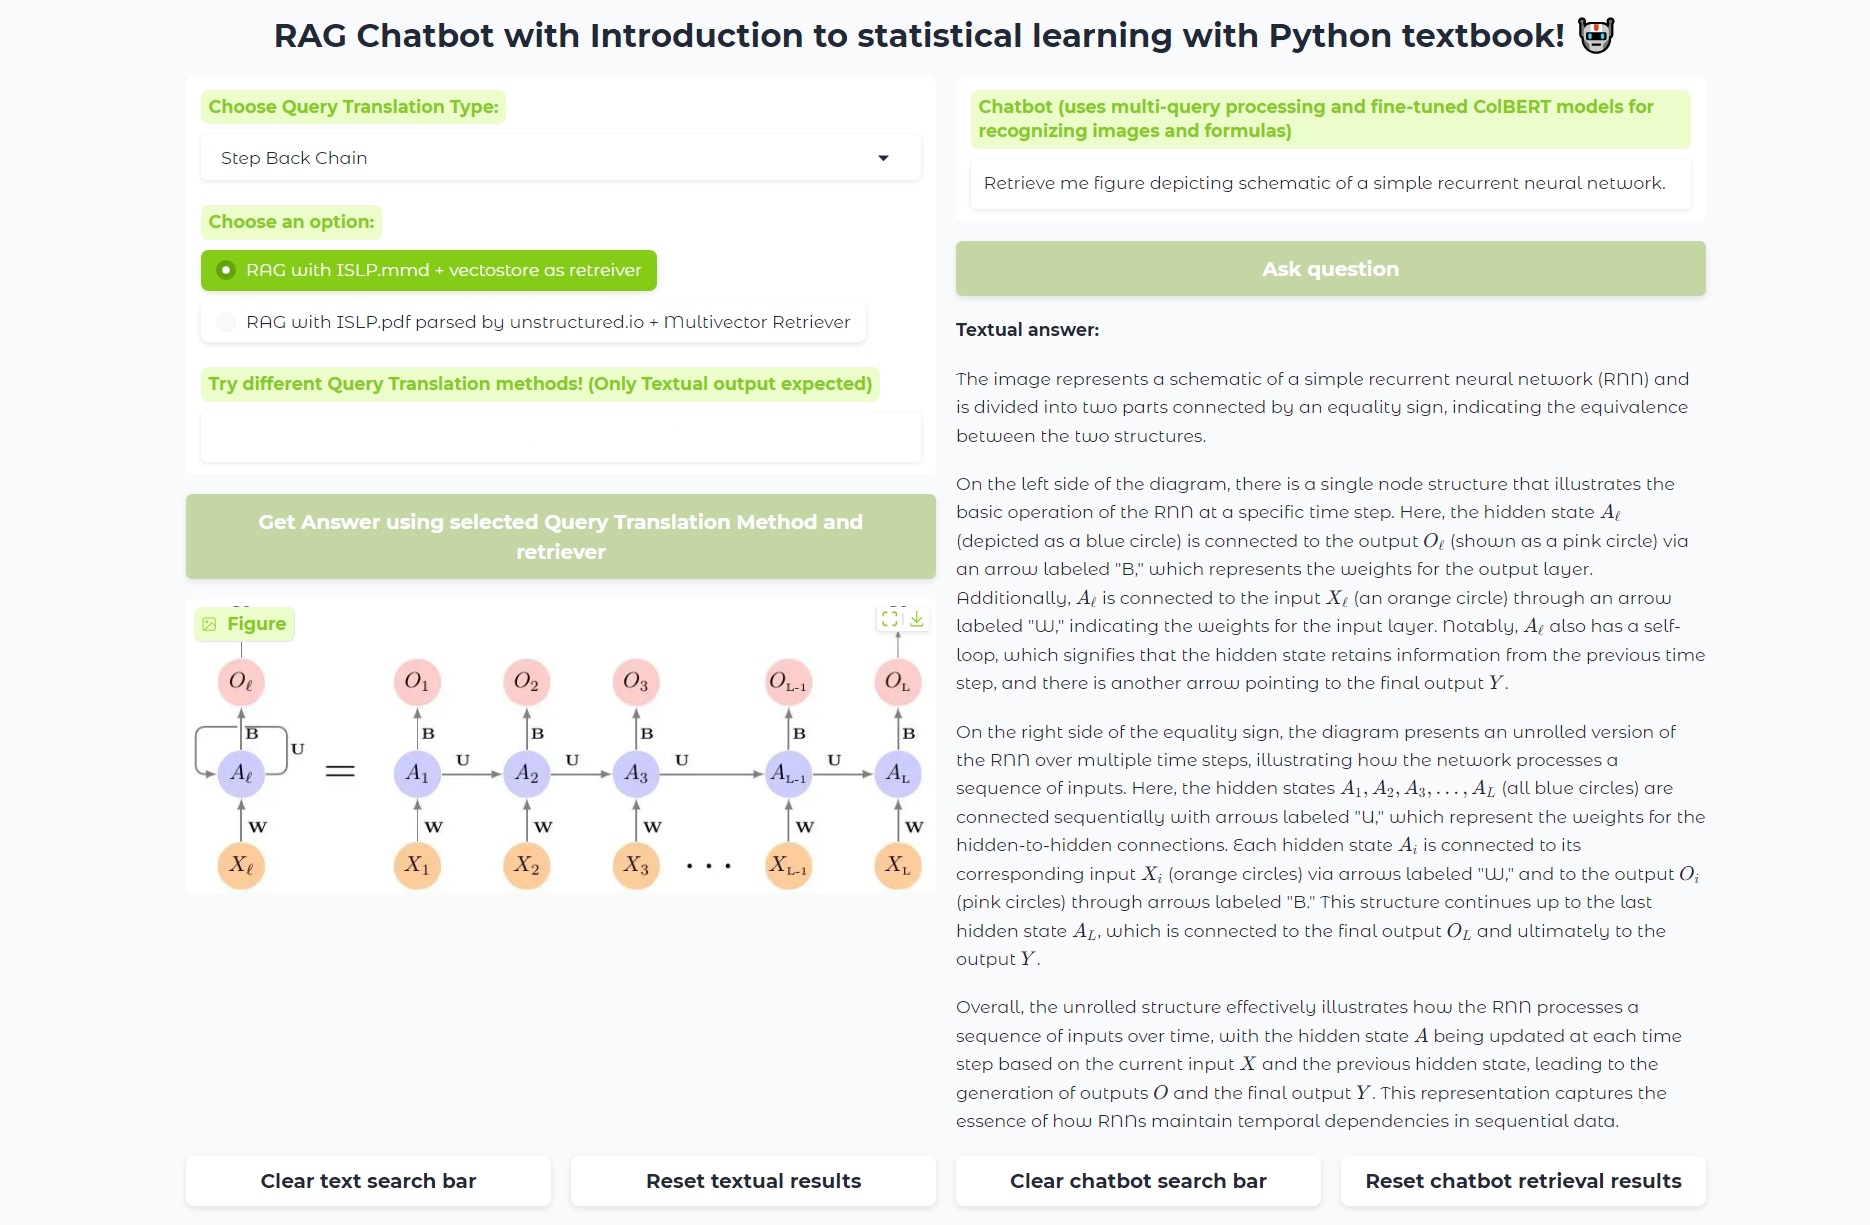 RAG Chatbot with Introduction to statistical learning with Python textbook!
Choose Query Translation Type:
Step Back Chain
Choose an option:
RAG with ISLP.mmd + vectostore as retreiver
RAG with ISLP.pdf parsed by unstructured.io + Multivector Retriever
Try different Query Translation methods! (Only Textual output expected)
Get Answer using selected Query Translation Method and
retriever
Figure
O_ℓ O_1 O_2 O_3 O_L-1 O_L
B B B B B B
U U U U U
A_ℓ = A_1 A_2 A_3 A_L-1 A_L
W W W W W W
X_ℓ X_1 X_2 X_3 ... X_L-1 X_L
Chatbot (uses multi-query processing and fine-tuned ColBERT models for
recognizing images and formulas)
Retrieve me figure depicting schematic of a simple recurrent neural network.
Ask question
Textual answer:
The image represents a schematic of a simple recurrent neural network (RNN) and
is divided into two parts connected by an equality sign, indicating the equivalence
between the two structures.
On the left side of the diagram, there is a single node structure that illustrates the
basic operation of the RNN at a specific time step. Here, the hidden state A_ℓ
(depicted as a blue circle) is connected to the output O_ℓ (shown as a pink circle) via
an arrow labeled "B," which represents the weights for the output layer.
Additionally, A_ℓ is connected to the input X_ℓ (an orange circle) through an arrow
labeled "W," indicating the weights for the input layer. Notably, A_ℓ also has a self-
loop, which signifies that the hidden state retains information from the previous time
step, and there is another arrow pointing to the final output Y.
On the right side of the equality sign, the diagram presents an unrolled version of
the RNN over multiple time steps, illustrating how the network processes a
sequence of inputs. Here, the hidden states A_1, A_2, A_3, ..., A_L (all blue circles) are
connected sequentially with arrows labeled "U," which represent the weights for the
hidden-to-hidden connections. Each hidden state A_i is connected to its
corresponding input X_i (orange circles) via arrows labeled "W," and to the output O_i
(pink circles) through arrows labeled "B." This structure continues up to the last
hidden state A_L, which is connected to the final output O_L and ultimately to the
output Y.
Overall, the unrolled structure effectively illustrates how the RNN processes a
sequence of inputs over time, with the hidden state A being updated at each time
step based on the current input X and the previous hidden state, leading to the
generation of outputs O and the final output Y. This representation captures the
essence of how RNNs maintain temporal dependencies in sequential data.
Clear text search bar
Reset textual results
Clear chatbot search bar
Reset chatbot retrieval results